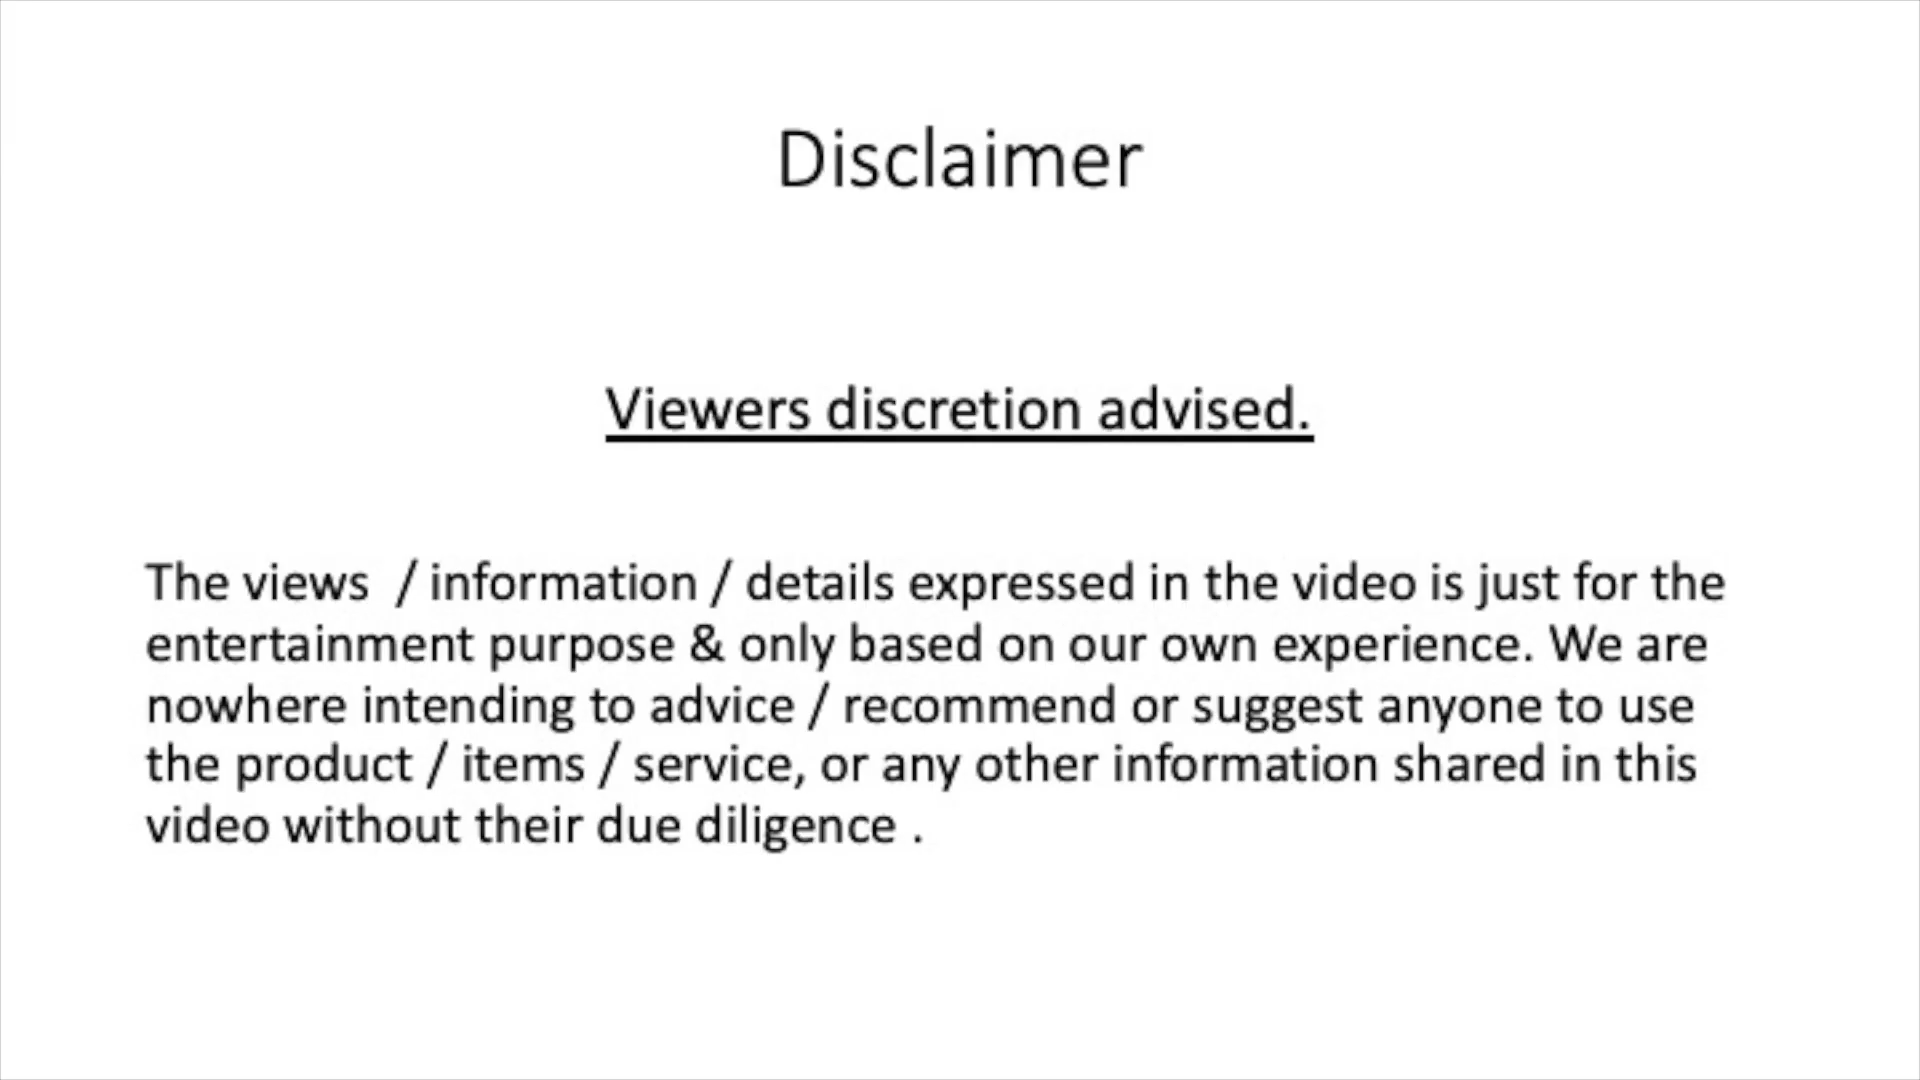 Disclaimer
Viewers discretion advised.
The views  / information / details expressed in the video is just for the
entertainment purpose & only based on our own experience. We are
nowhere intending to advice / recommend or suggest anyone to use
the product / items / service, or any other information shared in this
video without their due diligence .